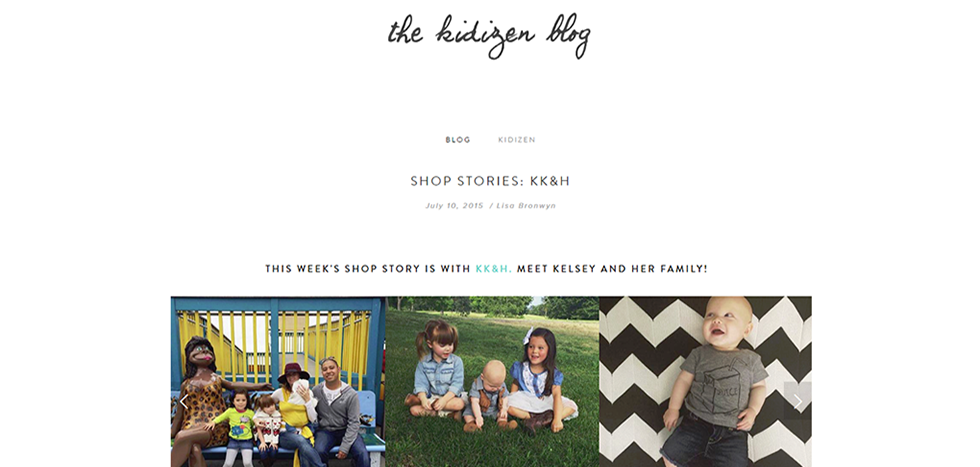 the kidizen blog
BLOG KIDIZEN
SHOP STORIES: KK&H
July 10, 2015 / Lisa Bronwyn
THIS WEEK'S SHOP STORY IS WITH KK&H. MEET KELSEY AND HER FAMILY!